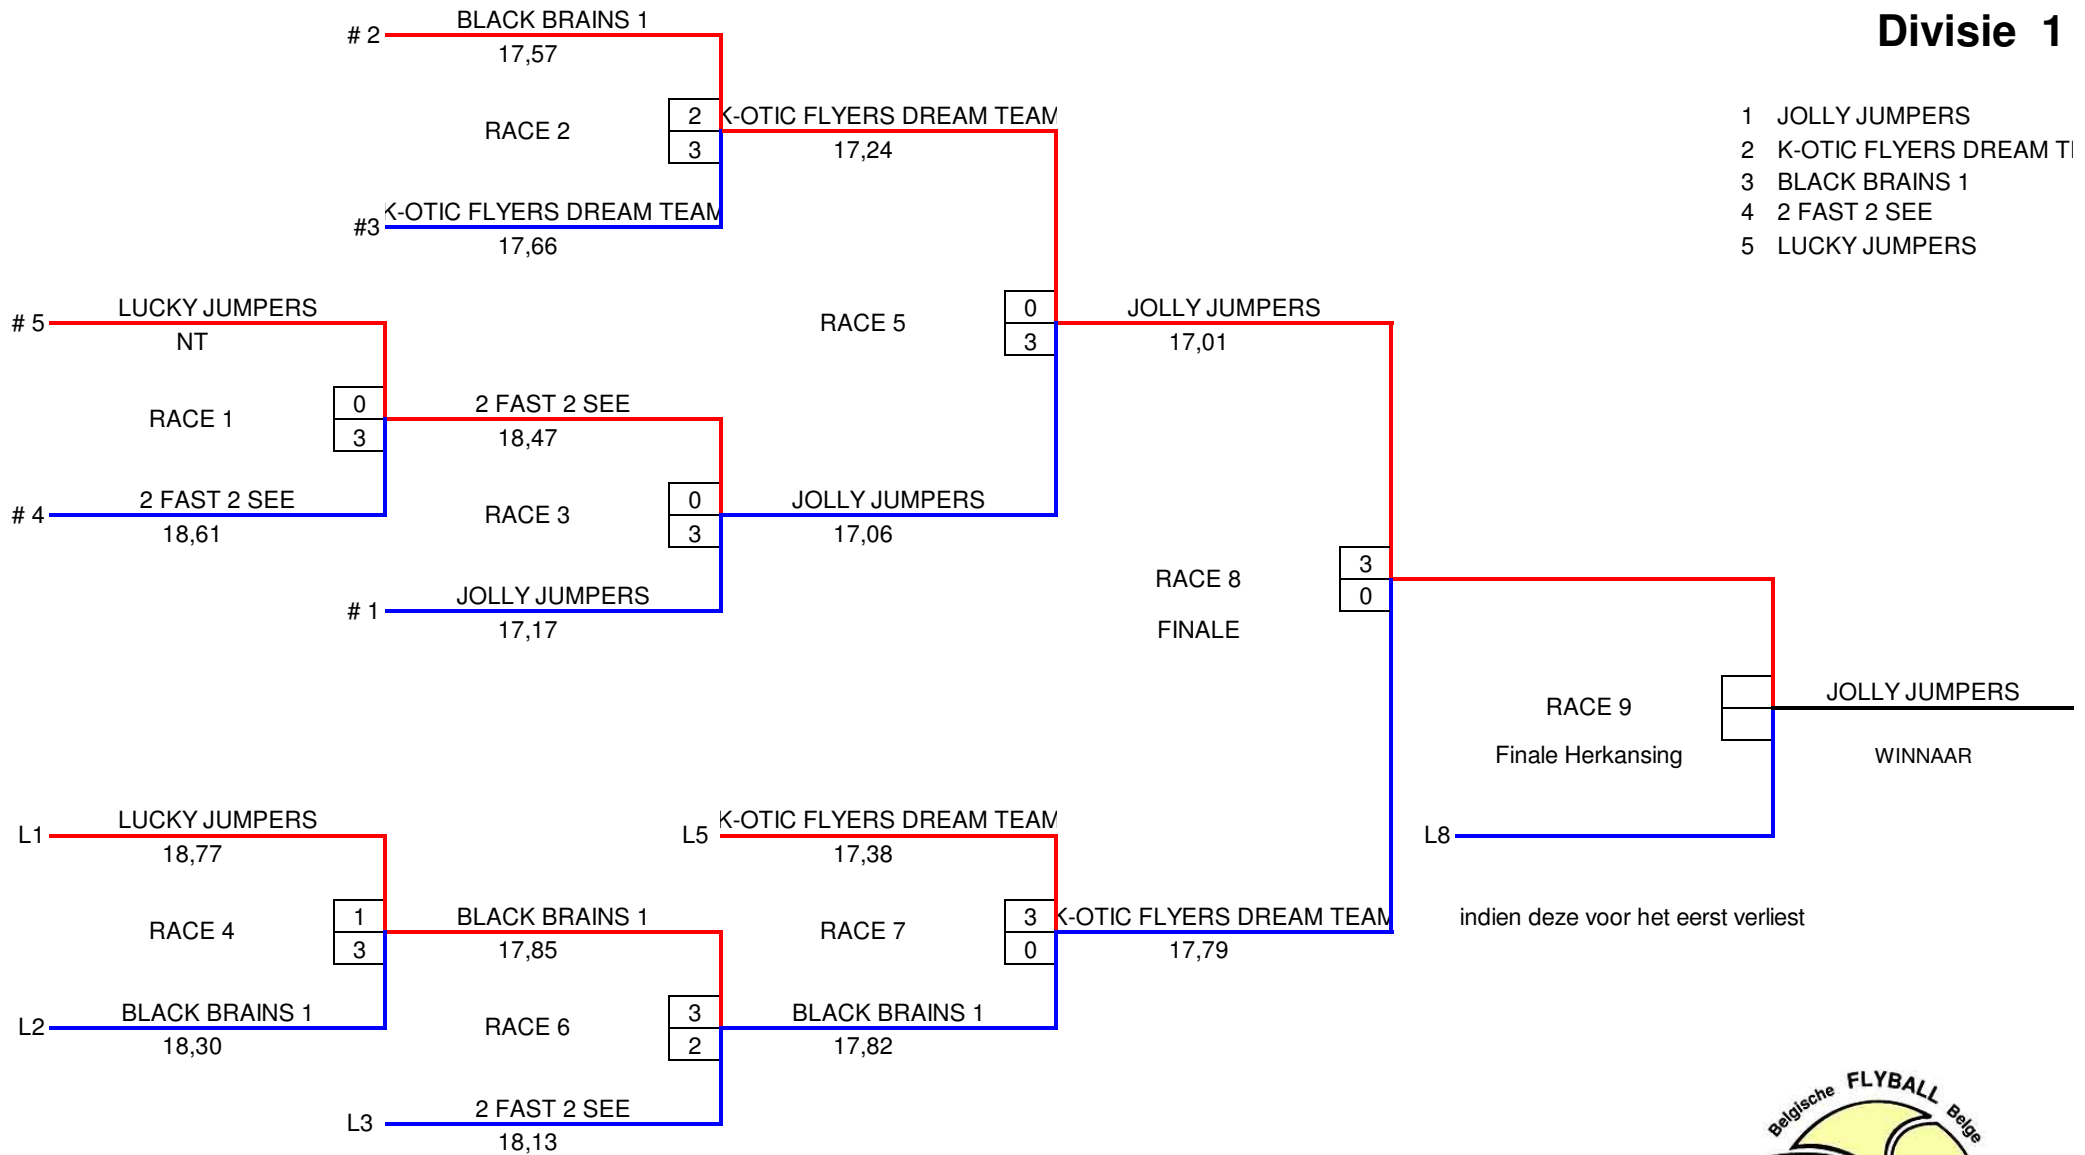 Divisie 1
1 JOLLY JUMPERS
2 K-OTIC FLYERS DREAM T
3 BLACK BRAINS 1
4 2 FAST 2 SEE
5 LUCKY JUMPERS
# 2 BLACK BRAINS 1
17,57
RACE 2
2
3
K-OTIC FLYERS DREAM TEAM
17,24
#3 K-OTIC FLYERS DREAM TEAM
17,66
# 5 LUCKY JUMPERS
NT
RACE 1
0
3
2 FAST 2 SEE
18,47
# 4 2 FAST 2 SEE
18,61
RACE 3
0
3
JOLLY JUMPERS
17,06
# 1 JOLLY JUMPERS
17,17
RACE 5
0
3
JOLLY JUMPERS
17,01
RACE 8
FINALE
3
0
RACE 9
Finale Herkansing
JOLLY JUMPERS
WINNAAR
L8
indien deze voor het eerst verliest
L1 LUCKY JUMPERS
18,77
RACE 4
1
3
BLACK BRAINS 1
17,85
L2 BLACK BRAINS 1
18,30
RACE 6
3
2
BLACK BRAINS 1
17,82
L3 2 FAST 2 SEE
18,13
L5 K-OTIC FLYERS DREAM TEAM
17,38
RACE 7
3
0
K-OTIC FLYERS DREAM TEAM
17,79
Belgische FLYBALL Belge